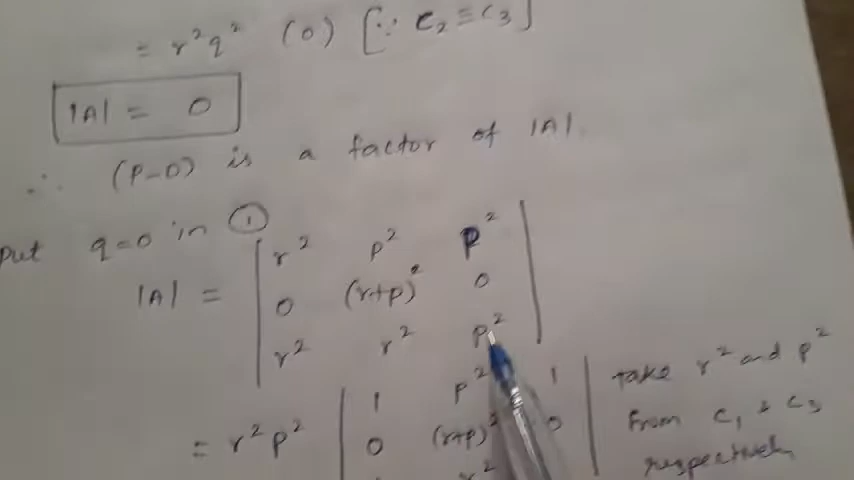 = r²q² (0) [∵ C₂ ≡ C₃]
|A| = 0
∴ (P-0) is a factor of |A|.
put q=0 in ①
|A| = | r² p² p² |
| 0 (r+p)² 0 |
| r² r² p² |
= r²p² | 1 p² 1 | Take r² and p²
| 0 (r+p)² 0 | From C₁ & C₃
r² respectively